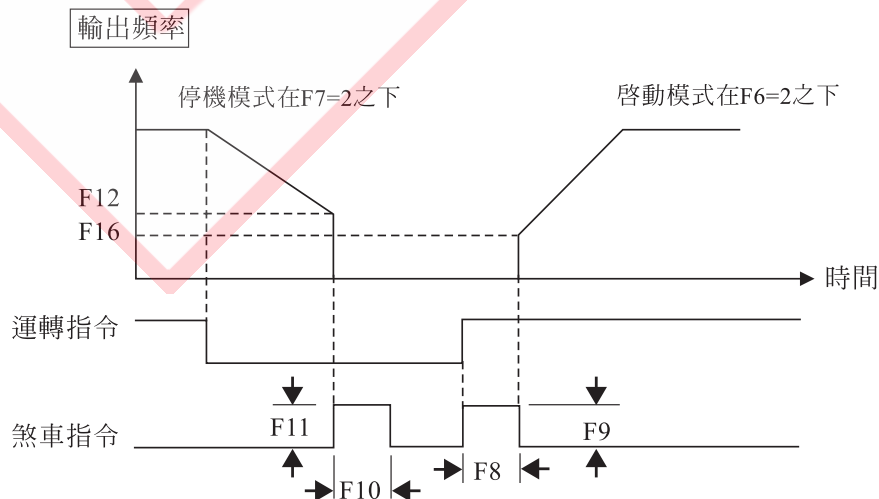 輸出頻率
停機模式在F7=2之下
啓動模式在F6=2之下
F12
F16
時間
運轉指令
煞車指令
F11
F9
F10
F8